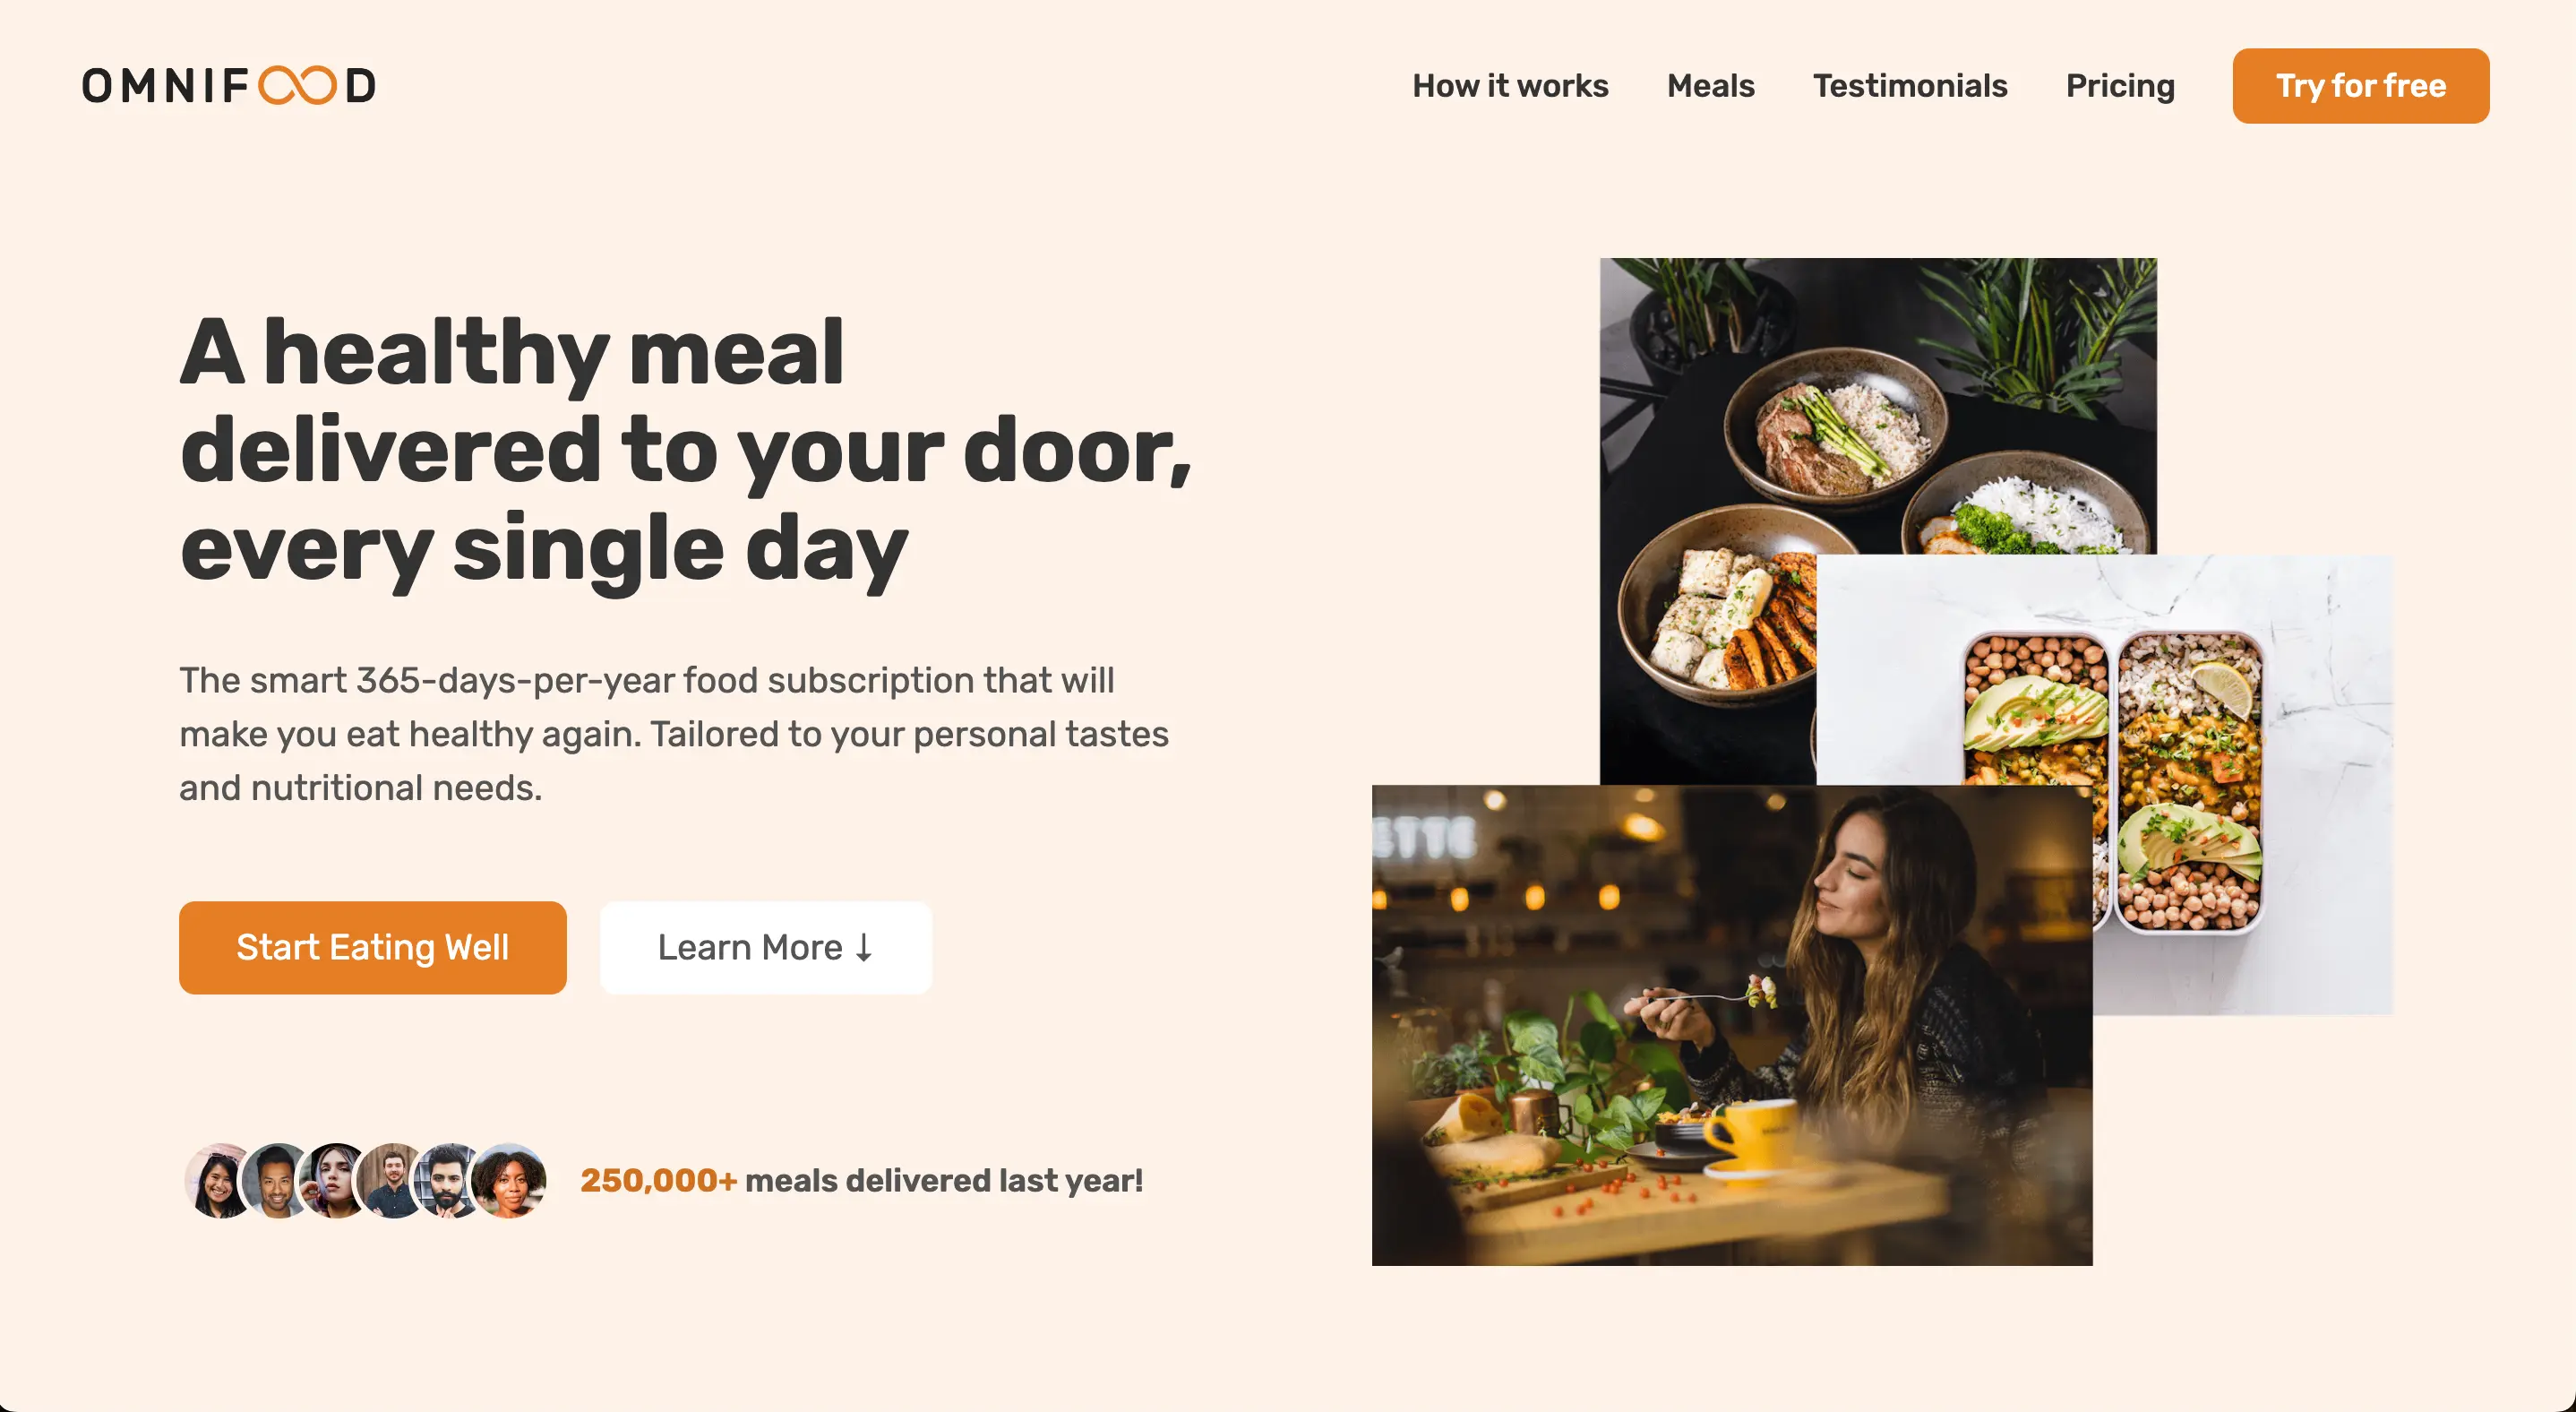 OMNIFOOD
How it works
Meals
Testimonials
Pricing
Try for free
A healthy meal
delivered to your door,
every single day
The smart 365-days-per-year food subscription that will
make you eat healthy again. Tailored to your personal tastes
and nutritional needs.
Start Eating Well
Learn More ↓
250,000+ meals delivered last year!
ETTE